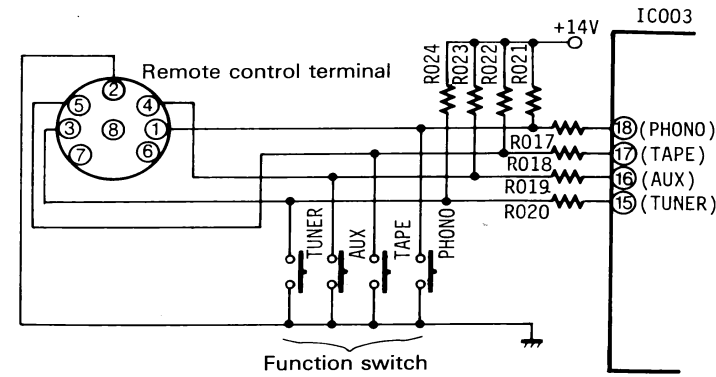 IC003
+14V
R024
R023
R022
R021
Remote control terminal
2
5
4
3
8
1
7
6
R017
18 (PHONO)
R018
17 (TAPE)
R019
16 (AUX)
R020
15 (TUNER)
TUNER
AUX
TAPE
PHONO
Function switch